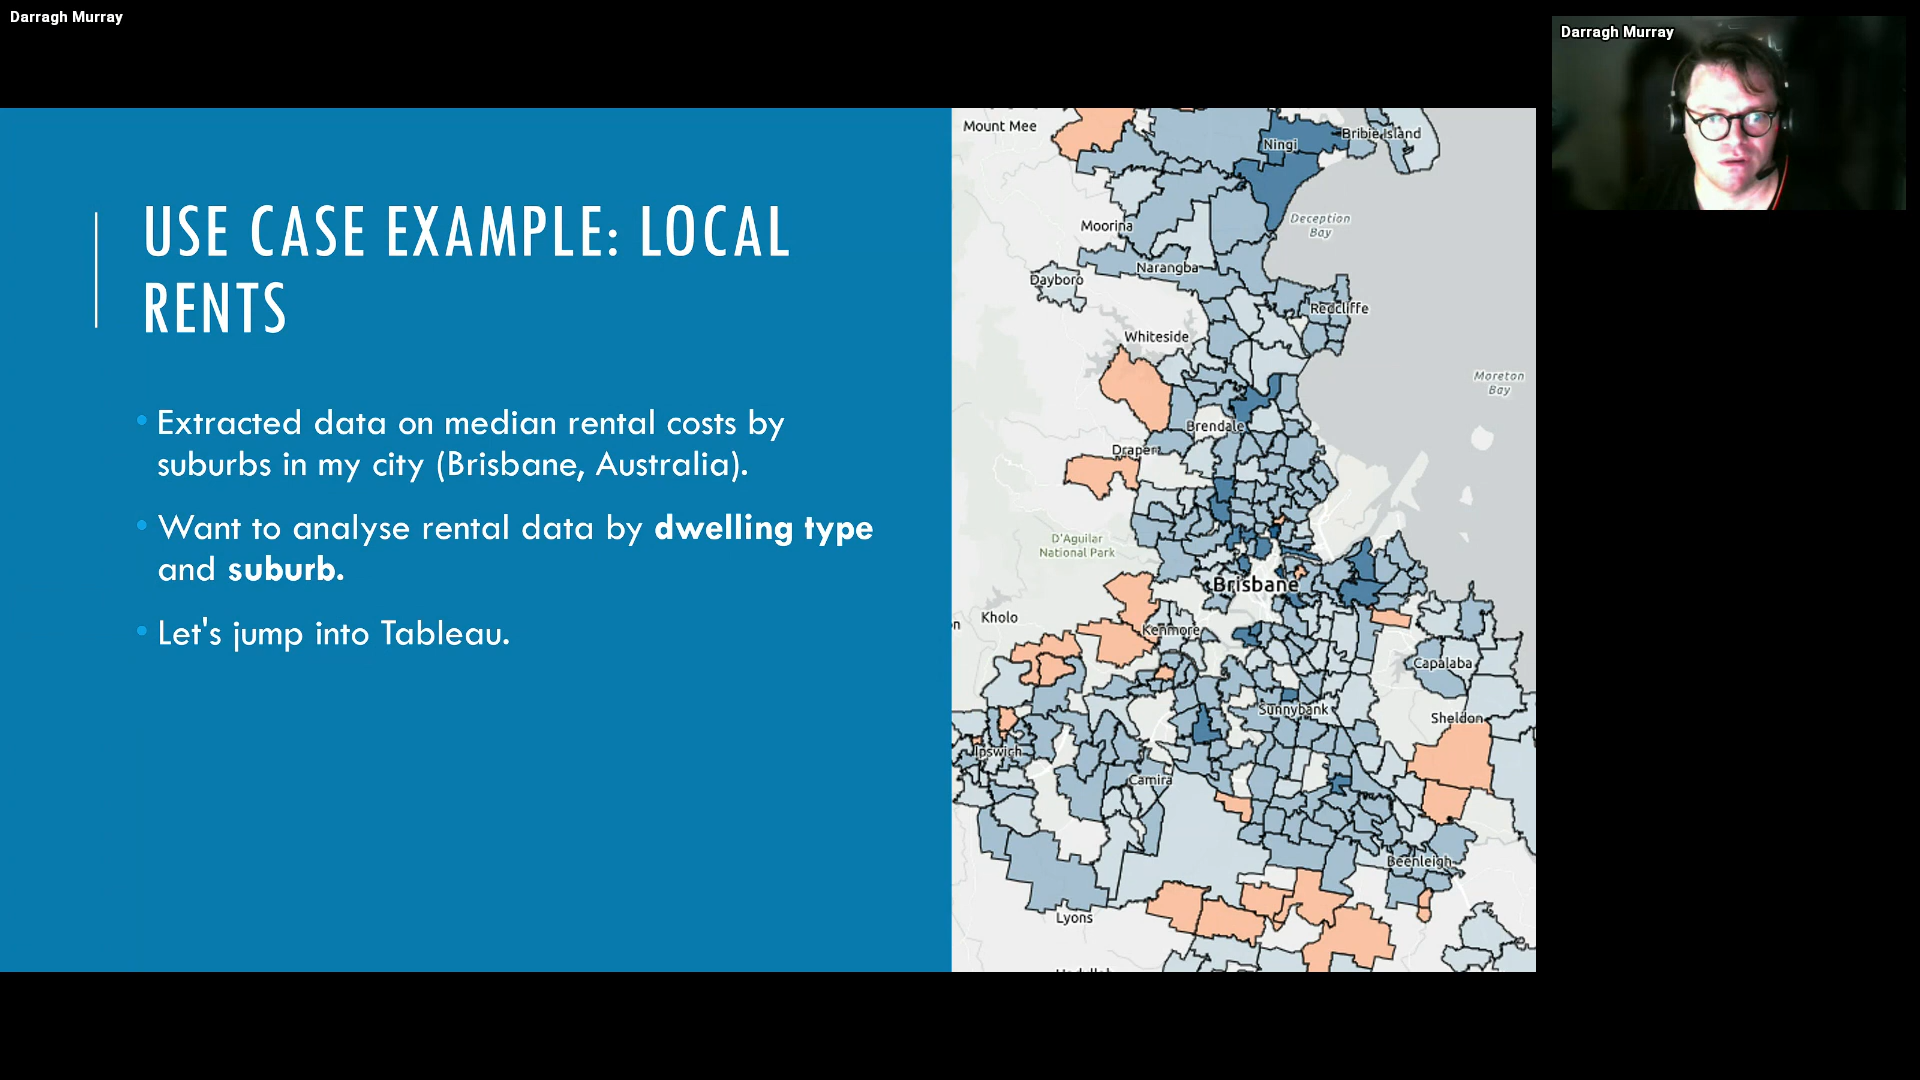 Darragh Murray
Darragh Murray
USE CASE EXAMPLE: LOCAL
RENTS
• Extracted data on median rental costs by
suburbs in my city (Brisbane, Australia).
• Want to analyse rental data by dwelling type
and suburb.
• Let's jump into Tableau.
Mount Mee
Ningi
Bribie Island
Deception
Bay
Moorina
Narangba
Dayboro
Redcliffe
Whiteside
Moreton
Bay
Brendale
Draper
D'Aguilar
National Park
Brisbane
Kholo
Kenmore
Capalaba
Sunnybank
Sheldon
Ipswich
Camira
Beenleigh
Lyons